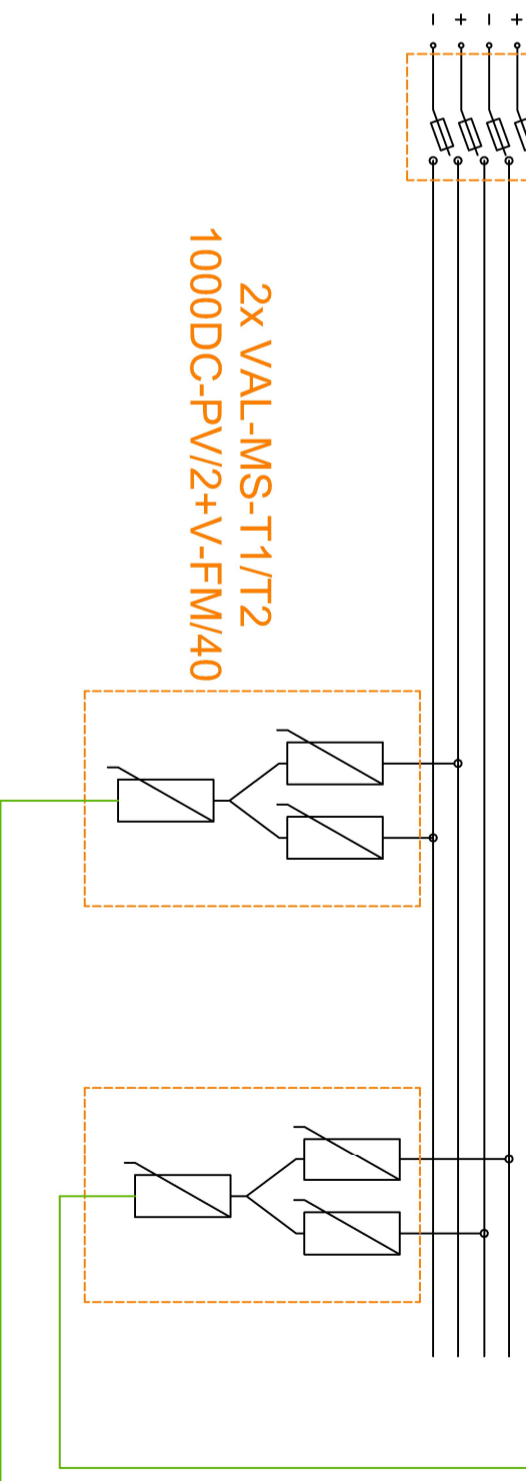 - + - +
2x VAL-MS-T1/T2
1000DC-PV/2+V-FM/40